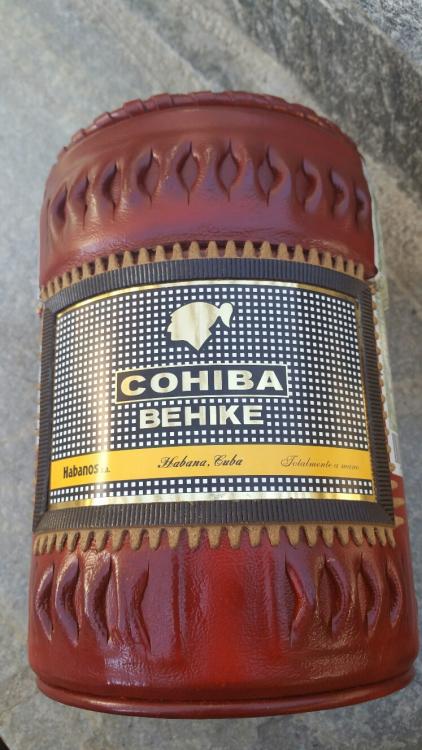 COHIBA
BEHIKE
Habanos s.a. Habana, Cuba Totalmente a mano